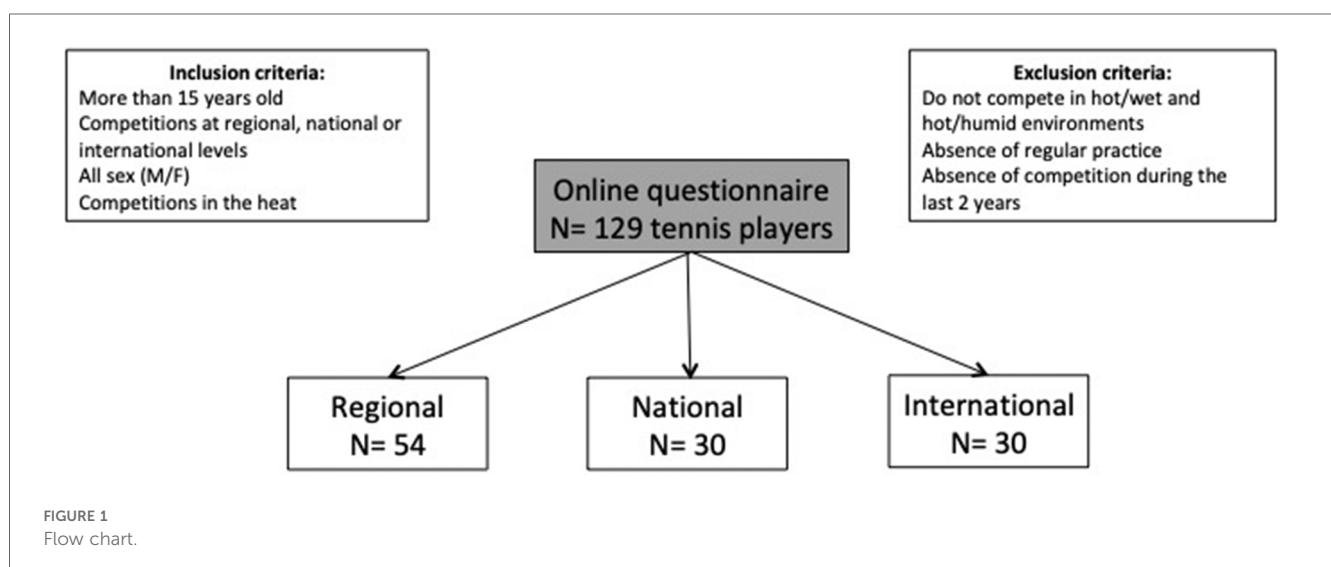 Inclusion criteria:
More than 15 years old
Competitions at regional, national or
international levels
All sex (M/F)
Competitions in the heat
Exclusion criteria:
Do not compete in hot/wet and
hot/humid environments
Absence of regular practice
Absence of competition during the
last 2 years
Online questionnaire
N= 129 tennis players
Regional
N= 54
National
N= 30
International
N= 30
FIGURE 1
Flow chart.